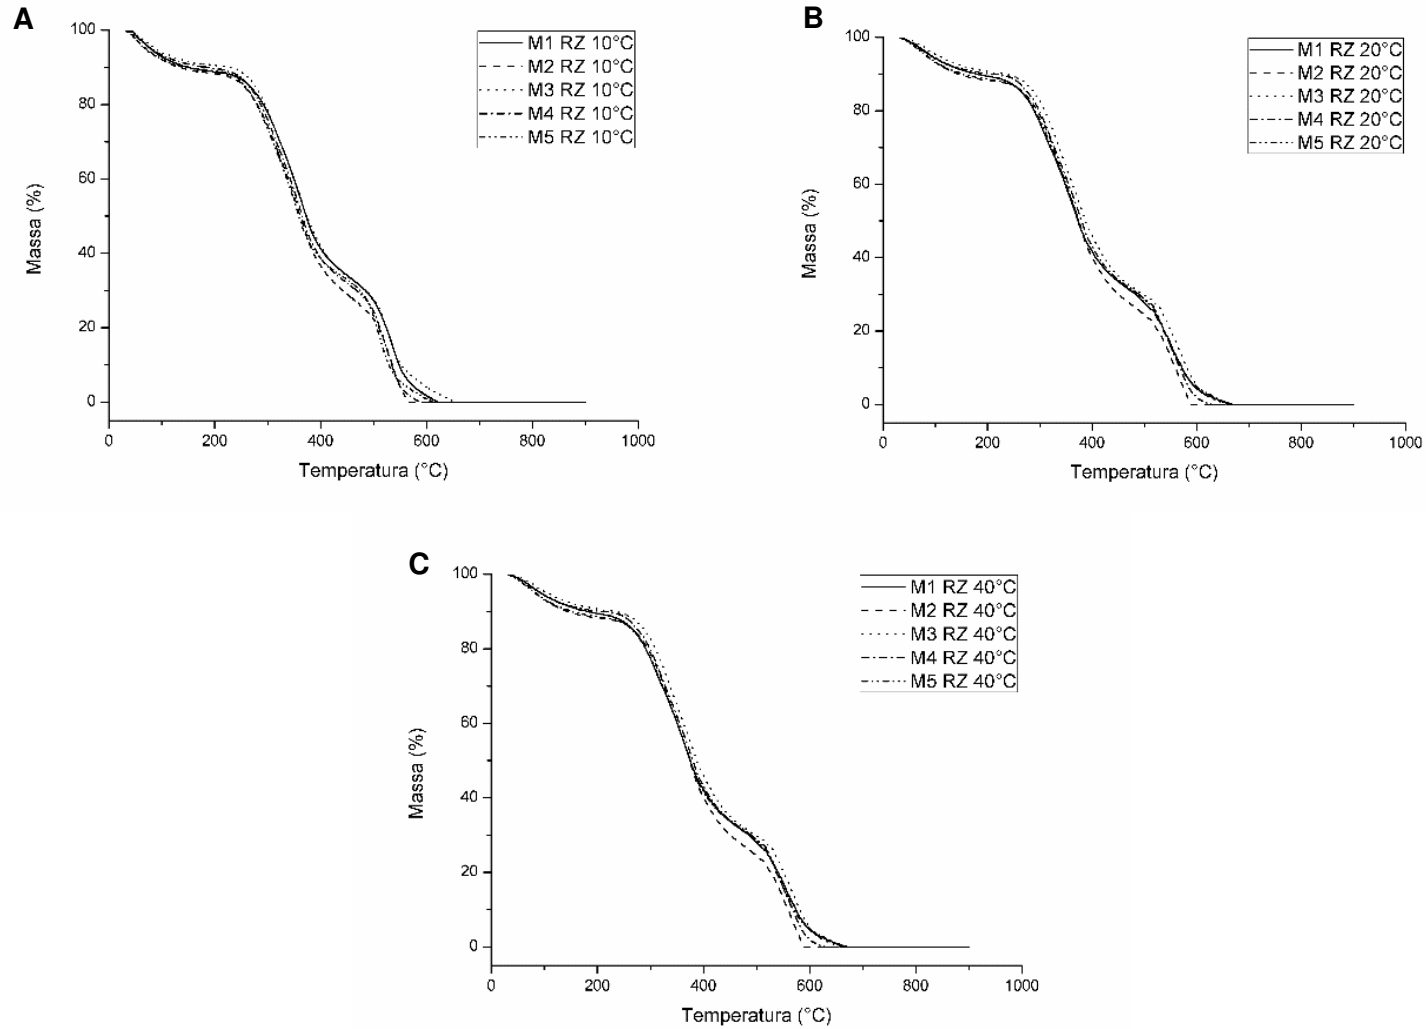 A
100
80
60
40
20
0
0 200 400 600 800 1000
Massa (%)
Temperatura (°C)
M1 RZ 10°C
M2 RZ 10°C
M3 RZ 10°C
M4 RZ 10°C
M5 RZ 10°C
B
100
80
60
40
20
0
0 200 400 600 800 1000
Massa (%)
Temperatura (°C)
M1 RZ 20°C
M2 RZ 20°C
M3 RZ 20°C
M4 RZ 20°C
M5 RZ 20°C
C
100
80
60
40
20
0
0 200 400 600 800 1000
Massa (%)
Temperatura (°C)
M1 RZ 40°C
M2 RZ 40°C
M3 RZ 40°C
M4 RZ 40°C
M5 RZ 40°C